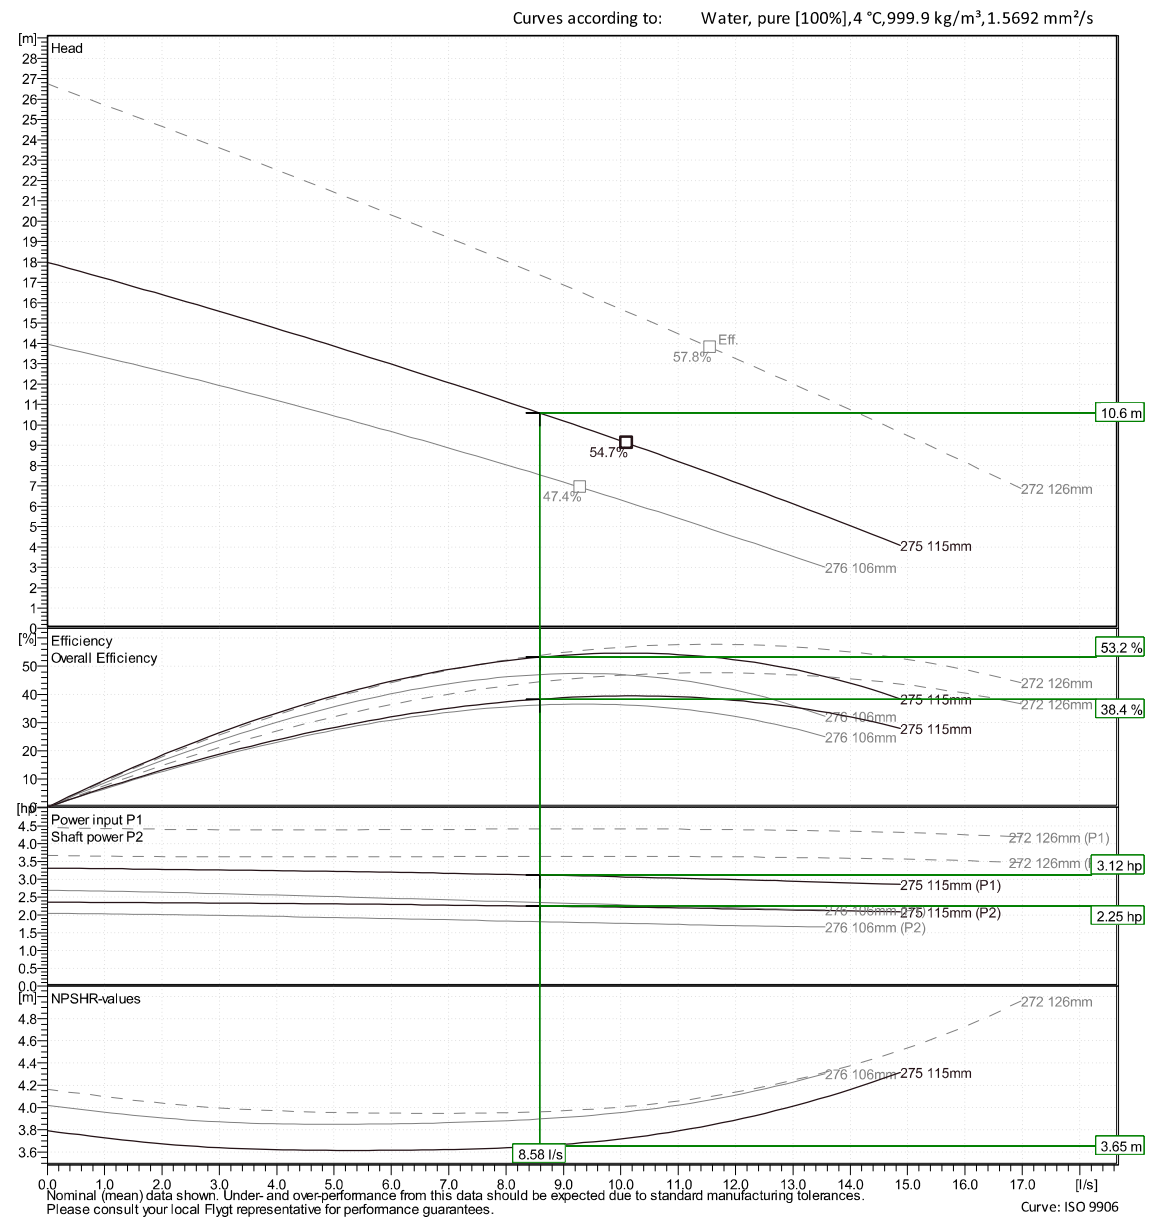 Curves according to: Water, pure [100%],4 °C,999.9 kg/m³,1.5692 mm²/s
[m]
Head
28
27
26
25
24
23
22
21
20
19
18
17
16
15
14
13
12
11
10
9
8
7
6
5
4
3
2
1
0
Eff.
57.8%
10.6 m
54.7%
47.4%
272 126mm
275 115mm
276 106mm
[%]
Efficiency
Overall Efficiency
50
40
30
20
10
0
53.2 %
272 126mm
275 115mm
272 126mm
38.4 %
276 106mm
275 115mm
276 106mm
[hp]
Power input P1
Shaft power P2
4.5
4.0
3.5
3.0
2.5
2.0
1.5
1.0
0.5
0.0
272 126mm (P1)
272 126mm (
3.12 hp
275 115mm (P1)
276 106mm
275 115mm (P2)
2.25 hp
276 106mm (P2)
[m]
NPSHR-values
4.8
4.6
4.4
4.2
4.0
3.8
3.6
272 126mm
276 106mm
275 115mm
3.65 m
8.58 l/s
0.0 1.0 2.0 3.0 4.0 5.0 6.0 7.0 8.0 9.0 10.0 11.0 12.0 13.0 14.0 15.0 16.0 17.0 [l/s]
Nominal (mean) data shown. Under- and over-performance from this data should be expected due to standard manufacturing tolerances.
Please consult your local Flygt representative for performance guarantees.
Curve: ISO 9906